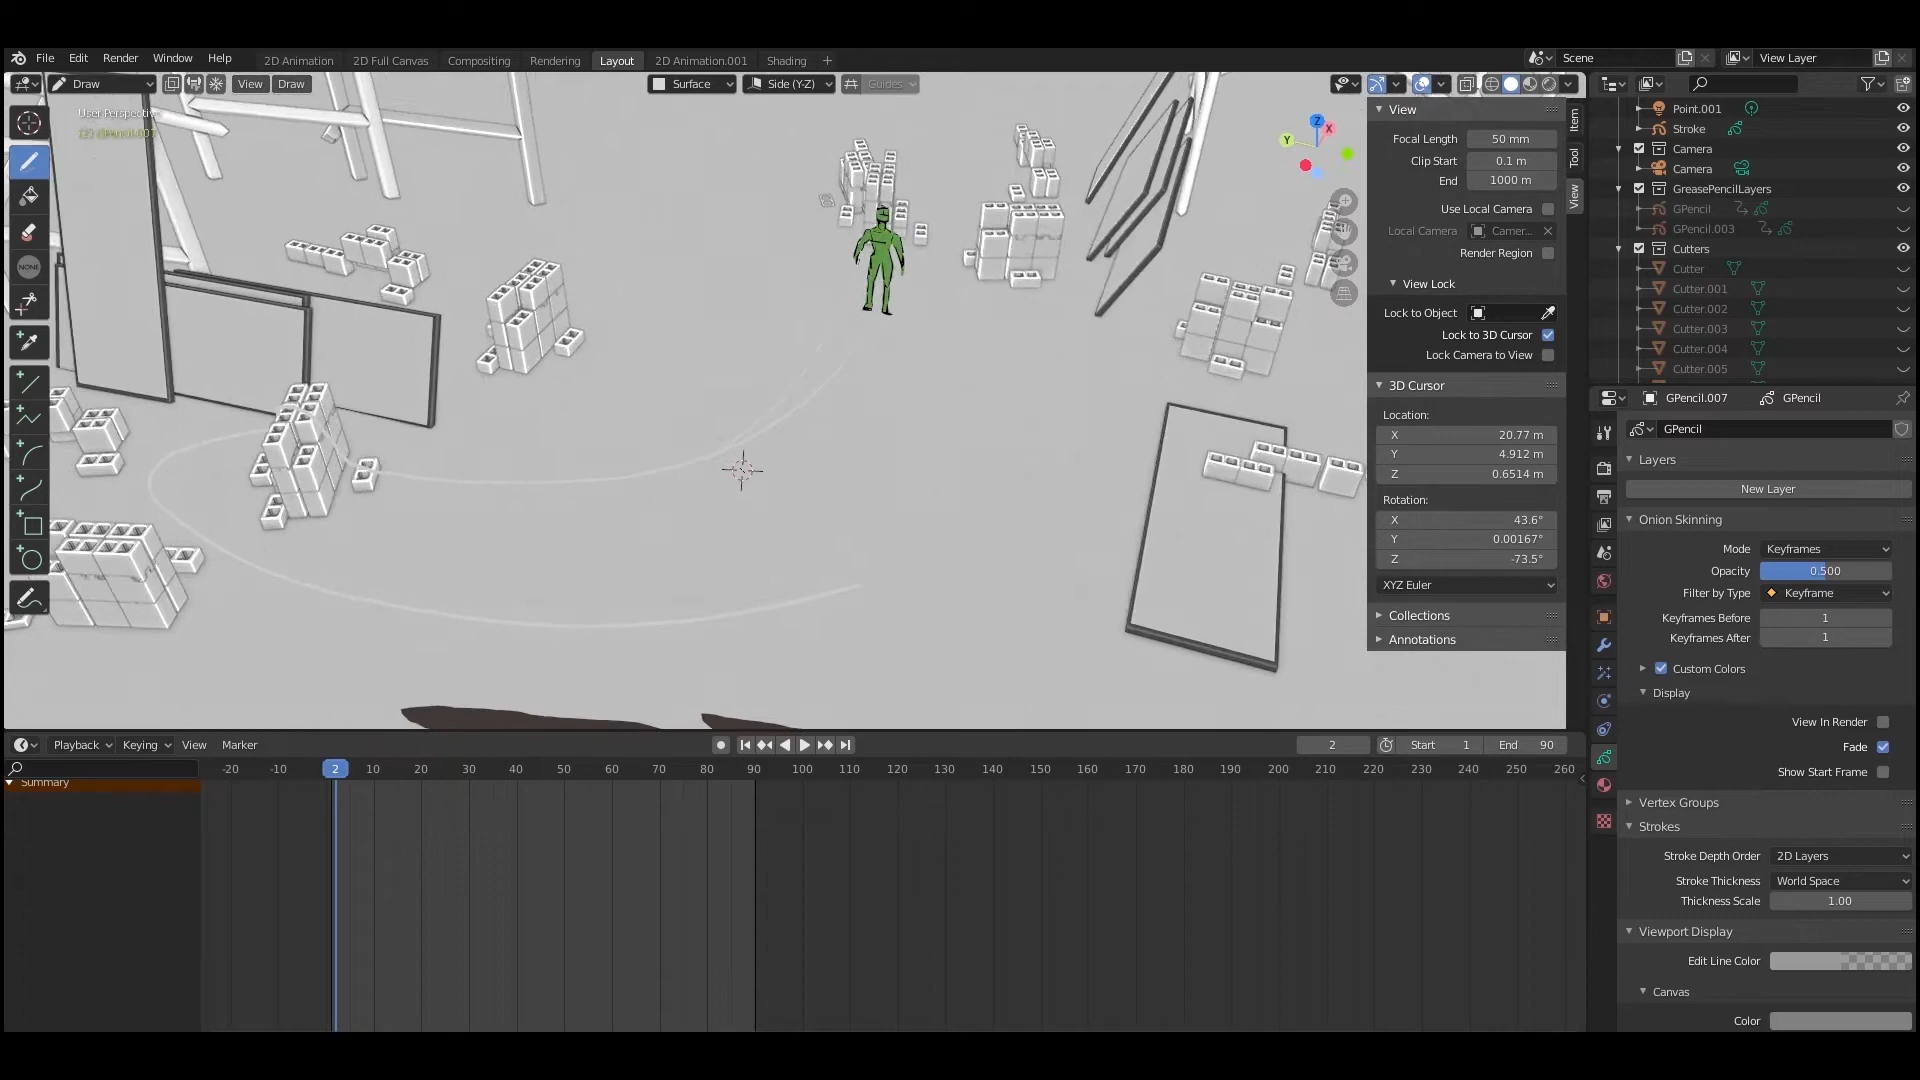 File Edit Render Window Help 2D Animation 2D Full Canvas Compositing Rendering Layout 2D Animation.001 Shading + Scene View Layer
Draw View Draw Surface Side (Y-Z) Guides
User Perspective
(2) GPencil.007
NONE
Z X Y
View
Focal Length 50 mm
Clip Start 0.1 m
End 1000 m
Use Local Camera
Local Camera Camer...
Render Region
View Lock
Lock to Object
Lock to 3D Cursor
Lock Camera to View
3D Cursor
Location:
X 20.77 m
Y 4.912 m
Z 0.6514 m
Rotation:
X 43.6°
Y 0.00167°
Z -73.5°
XYZ Euler
Collections
Annotations
Item
Tool
View
Point.001
Stroke
Camera
Camera
GreasePencilLayers
GPencil
GPencil.003
Cutters
Cutter
Cutter.001
Cutter.002
Cutter.003
Cutter.004
Cutter.005
GPencil.007 GPencil
GPencil
Layers
New Layer
Onion Skinning
Mode Keyframes
Opacity 0.500
Filter by Type Keyframe
Keyframes Before 1
Keyframes After 1
Custom Colors
Display
View In Render
Fade
Show Start Frame
Vertex Groups
Strokes
Stroke Depth Order 2D Layers
Stroke Thickness World Space
Thickness Scale 1.00
Viewport Display
Edit Line Color
Canvas
Color
Playback Keying View Marker 2 Start 1 End 90
-20 -10 2 10 20 30 40 50 60 70 80 90 100 110 120 130 140 150 160 170 180 190 200 210 220 230 240 250 260
Summary